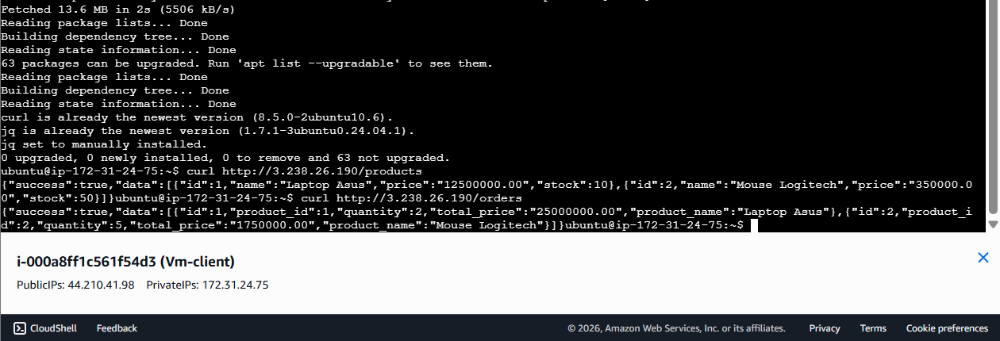 Fetched 13.6 MB in 2s (5506 kB/s)
Reading package lists... Done
Building dependency tree... Done
Reading state information... Done
63 packages can be upgraded. Run 'apt list --upgradable' to see them.
Reading package lists... Done
Building dependency tree... Done
Reading state information... Done
curl is already the newest version (8.5.0-2ubuntu10.6).
jq is already the newest version (1.7.1-3ubuntu0.24.04.1).
jq set to manually installed.
0 upgraded, 0 newly installed, 0 to remove and 63 not upgraded.
ubuntu@ip-172-31-24-75:~$ curl http://3.238.26.190/products
{"success":true,"data":[{"id":1,"name":"Laptop Asus","price":"12500000.00","stock":10},{"id":2,"name":"Mouse Logitech","price":"350000.0
0","stock":50}]}ubuntu@ip-172-31-24-75:~$ curl http://3.238.26.190/orders
{"success":true,"data":[{"id":1,"product_id":1,"quantity":2,"total_price":"25000000.00","product_name":"Laptop Asus"},{"id":2,"product_i
d":2,"quantity":5,"total_price":"1750000.00","product_name":"Mouse Logitech"}]}ubuntu@ip-172-31-24-75:~$
i-000a8ff1c561f54d3 (Vm-client)
PublicIPs: 44.210.41.98 PrivateIPs: 172.31.24.75
CloudShell Feedback © 2026, Amazon Web Services, Inc. or its affiliates. Privacy Terms Cookie preferences